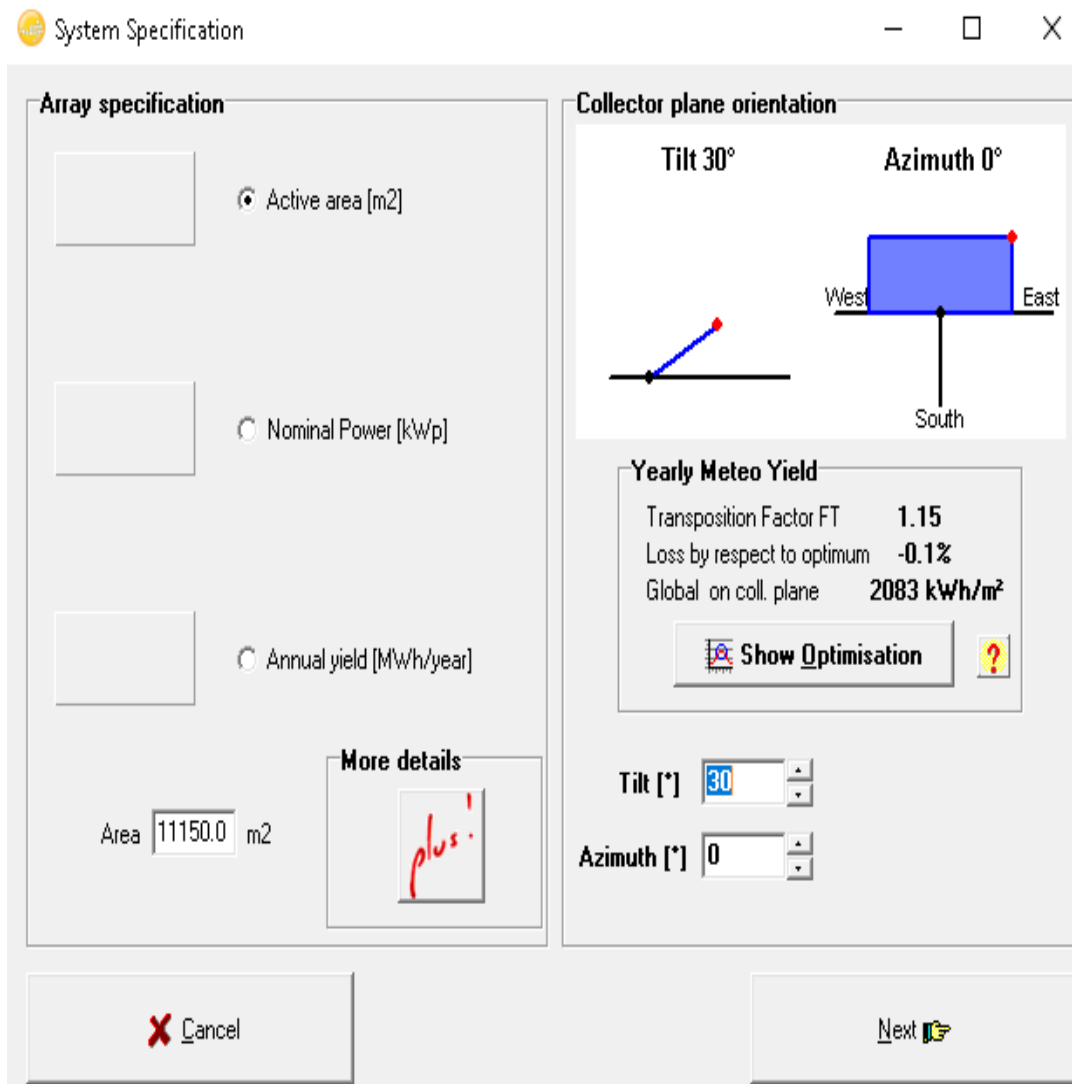 System Specification
Array specification
Active area [m2]
Nominal Power [kWp]
Annual yield [MWh/year]
More details
plus!
Area 11150.0 m2
Collector plane orientation
Tilt 30° Azimuth 0°
West East
South
Yearly Meteo Yield
Transposition Factor FT 1.15
Loss by respect to optimum -0.1%
Global on coll. plane 2083 kWh/m²
Show Optimisation ?
Tilt [°] 30
Azimuth [°] 0
Cancel
Next